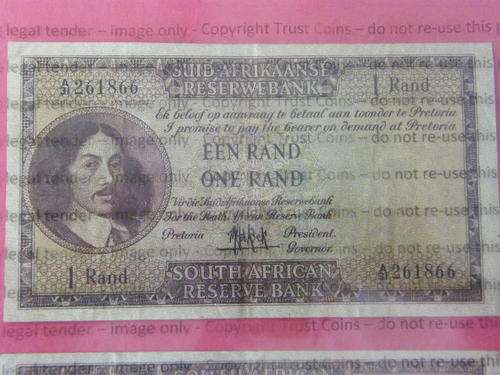 legal tender – image only - Copyright Trust Coins – do not re-use this
SUID-AFRIKAANSE
RESERWEBANK
A/3 261866
1 Rand
Ek beloof op aanvraag te betaal aan toonder te Pretoria
I promise to pay the bearer on demand at Pretoria
EEN RAND
ONE RAND
Vir die Suid-Afrikaanse Reserwebank
For the South African Reserve Bank
Pretoria
President.
Governor.
1 Rand
SOUTH AFRICAN
RESERVE BANK
261866
legal tender – image only - Copyright Trust Coins – do not re-use this